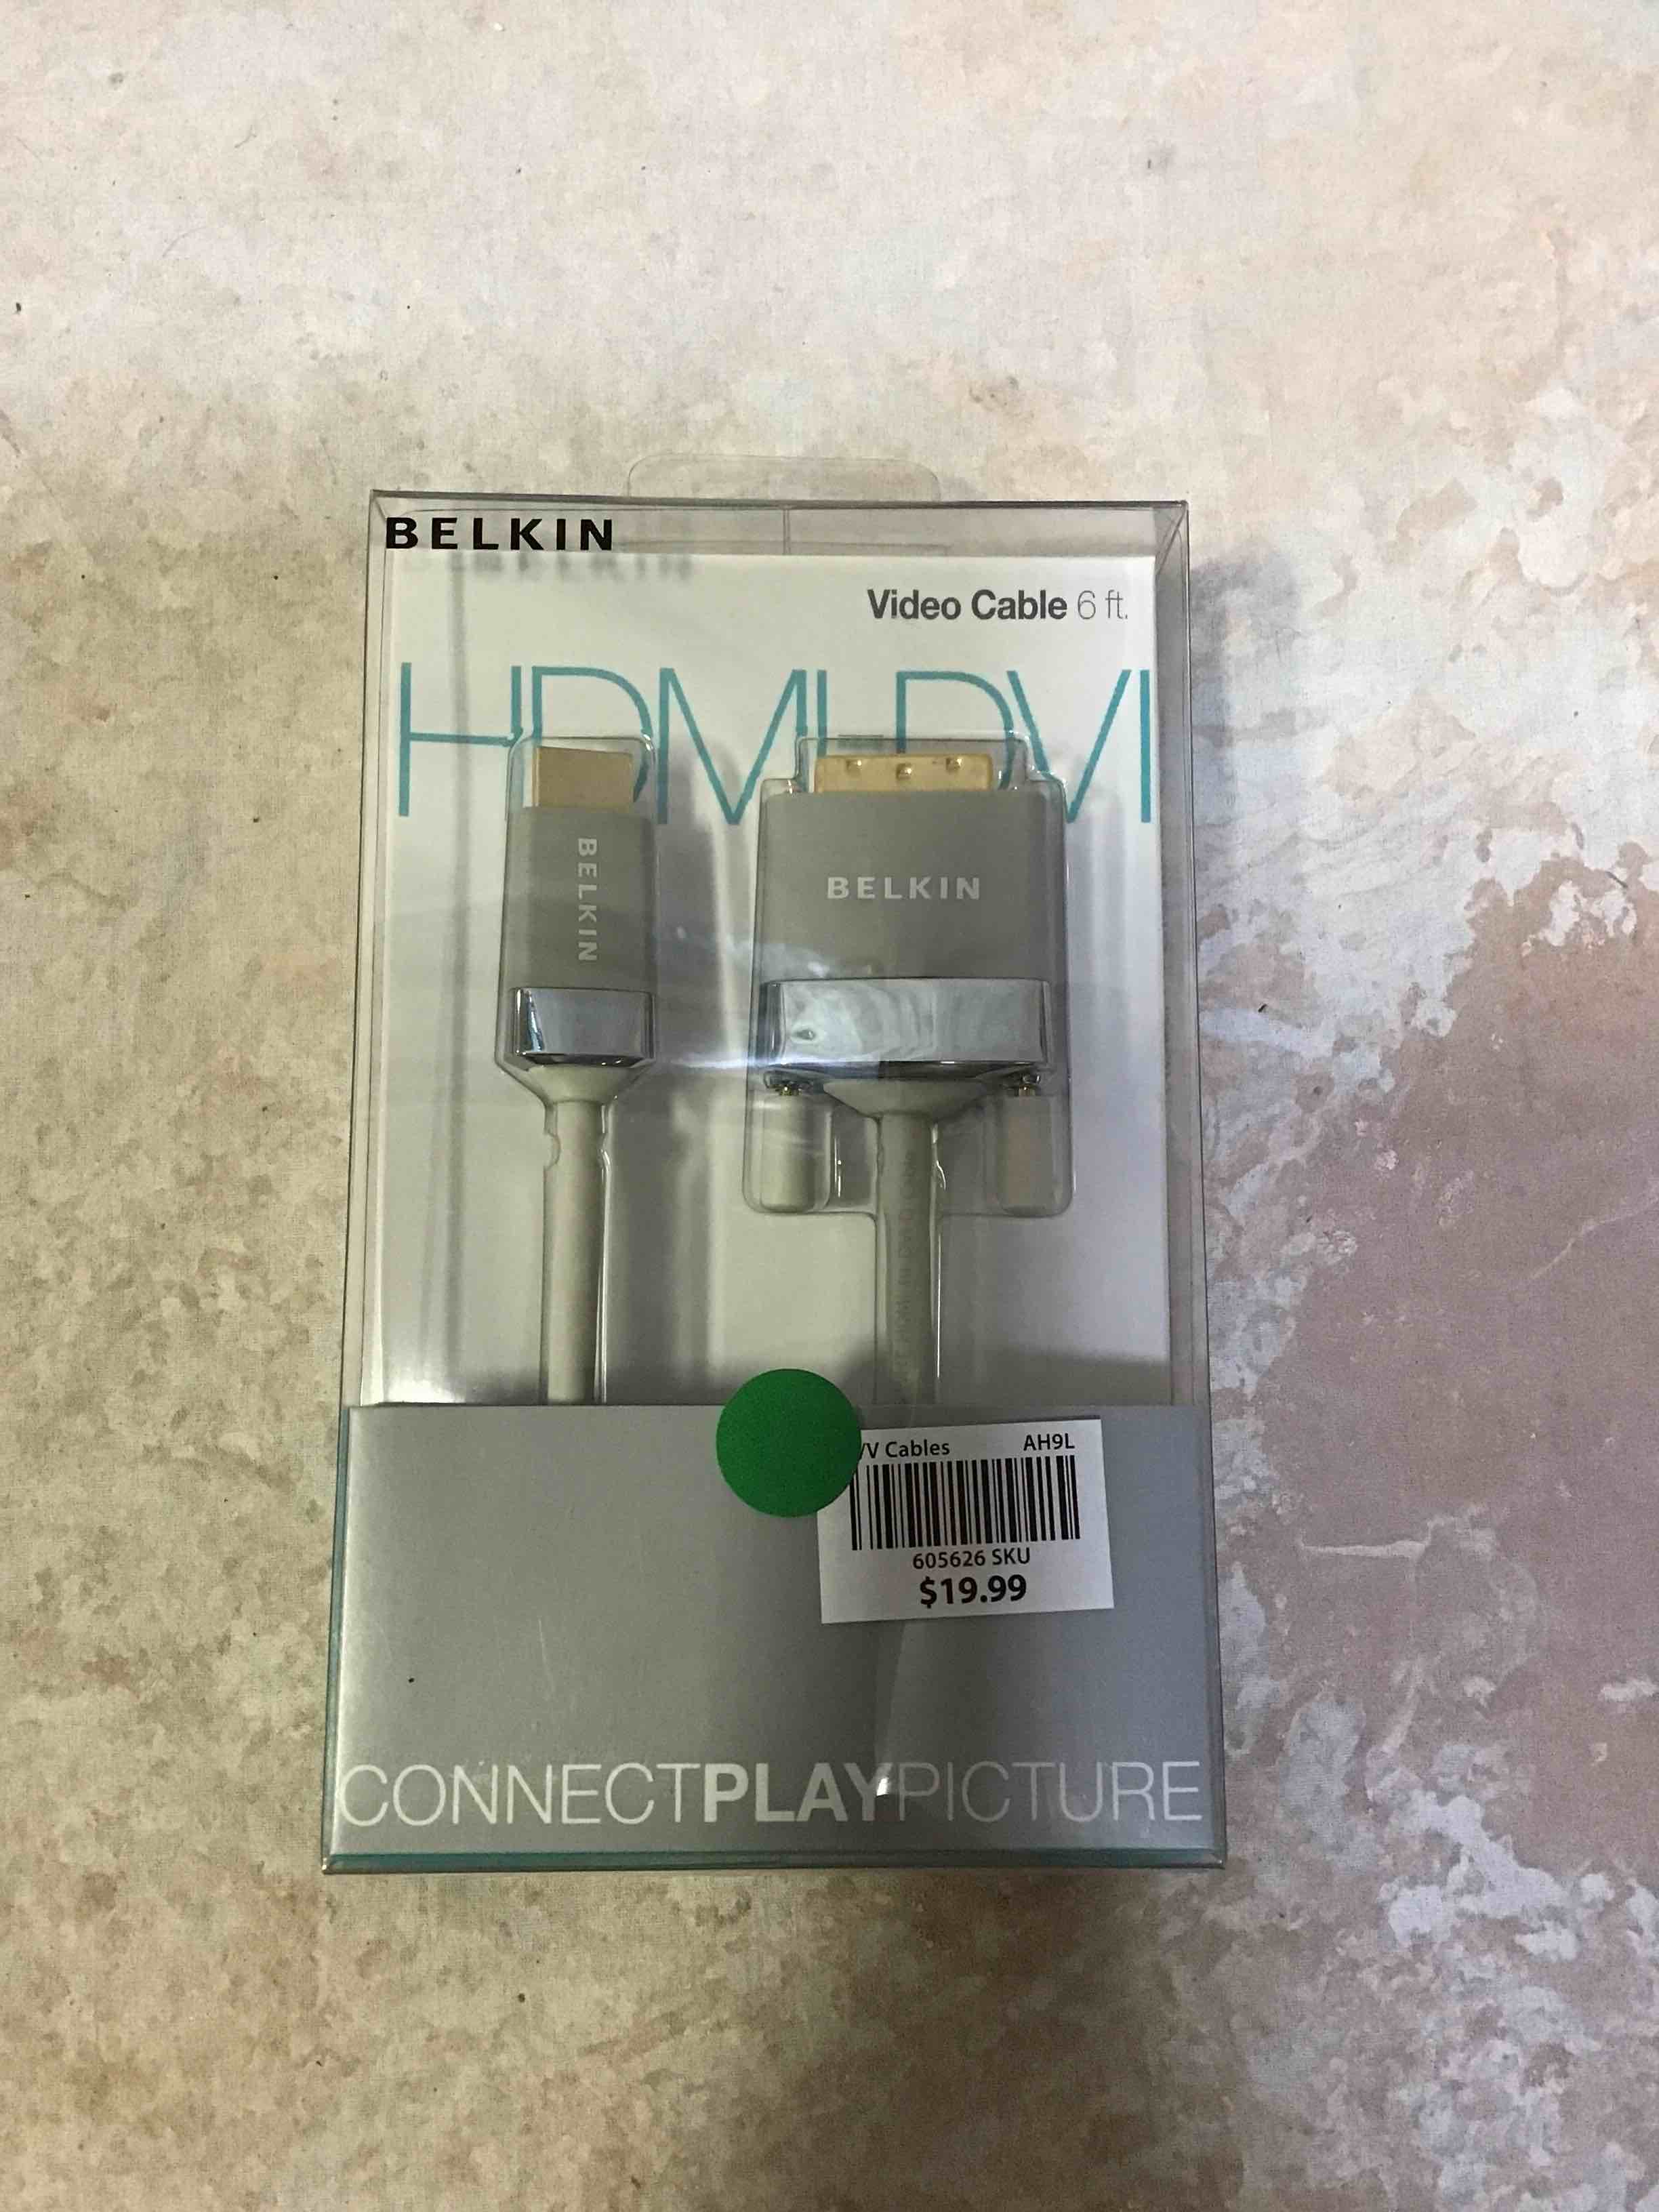 BELKIN
Video Cable 6 ft.
HDMI DVI
BELKIN
BELKIN
V Cables AH9L
605626 SKU
$19.99
CONNECTPLAYPICTURE